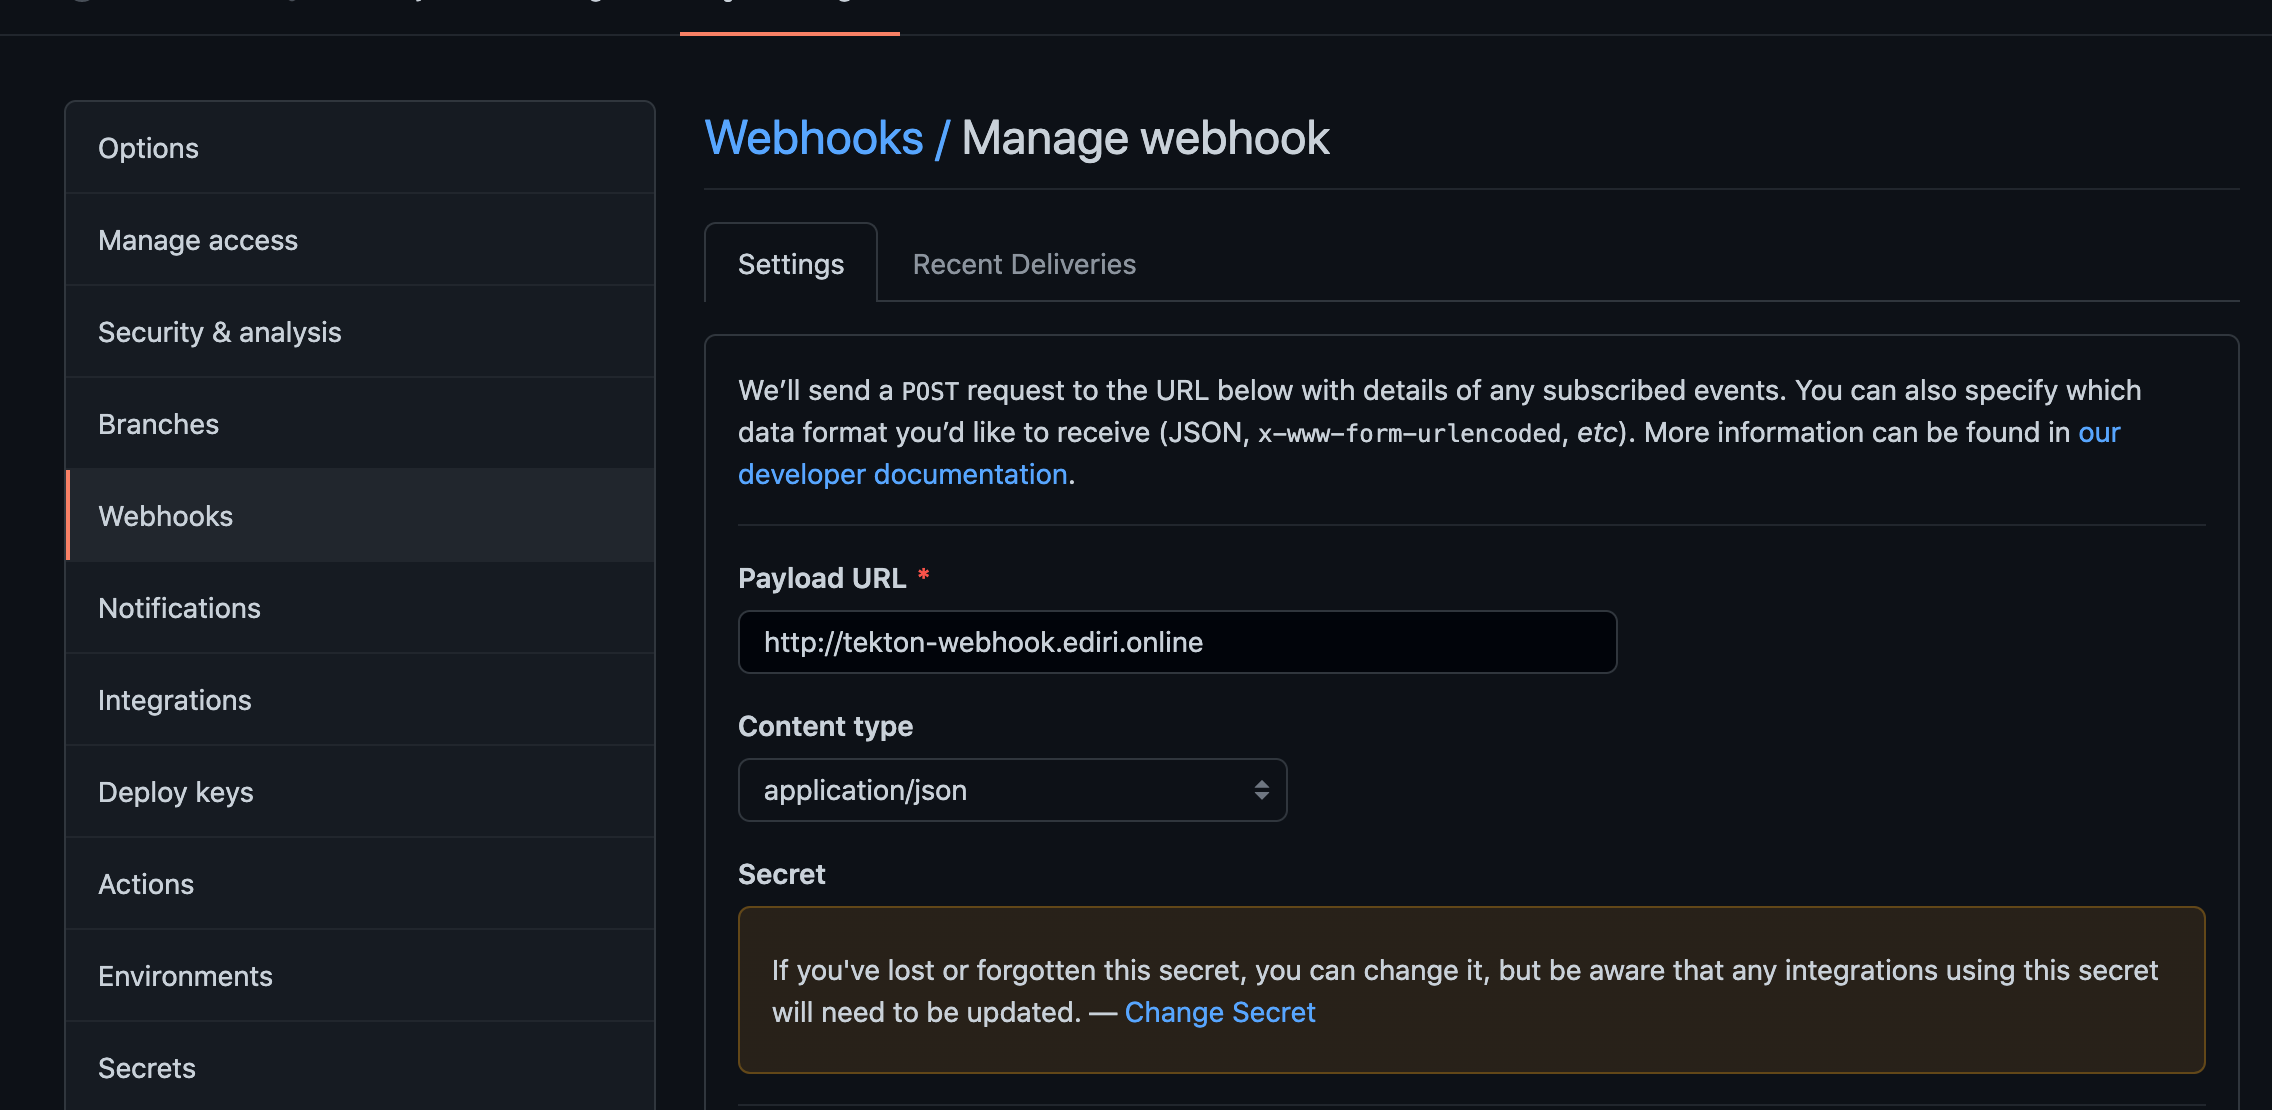 Options
Manage access
Security & analysis
Branches
Webhooks
Notifications
Integrations
Deploy keys
Actions
Environments
Secrets
Webhooks / Manage webhook
Settings
Recent Deliveries
We’ll send a POST request to the URL below with details of any subscribed events. You can also specify which
data format you’d like to receive (JSON, x-www-form-urlencoded, etc). More information can be found in our
developer documentation.
Payload URL *
http://tekton-webhook.ediri.online
Content type
application/json
Secret
If you've lost or forgotten this secret, you can change it, but be aware that any integrations using this secret
will need to be updated. — Change Secret